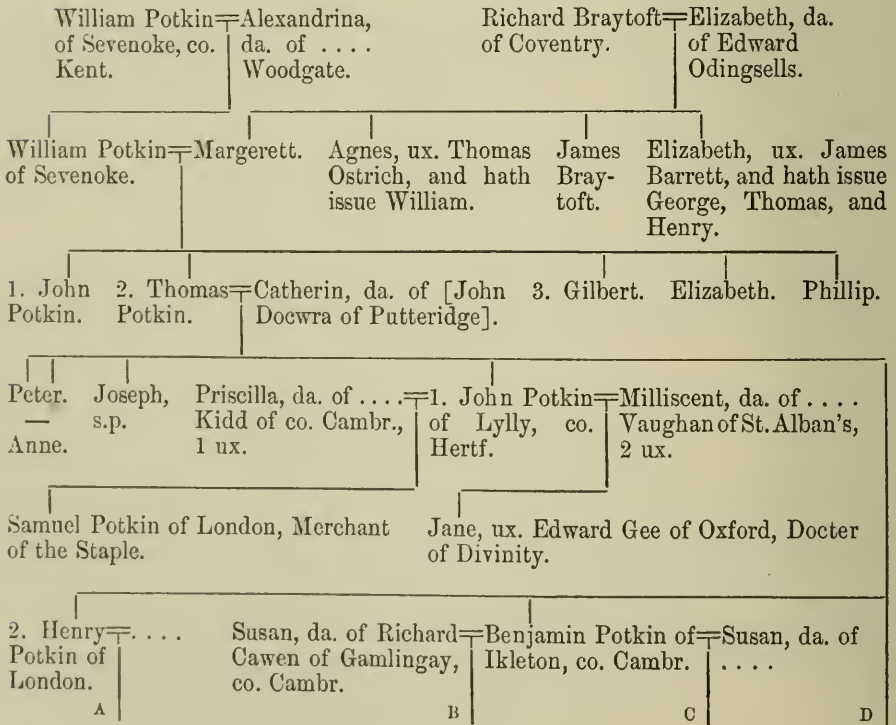 William Potkin Alexandrina,
of Sevenoke, co. da. of ....
Kent. Woodgate.
Richard Braytoft Elizabeth, da.
of Coventry. of Edward
Odingsells.
William Potkin Margerett.
of Sevenoke.
Agnes, ux. Thomas
Ostrich, and hath
issue William.
James
Bray-
toft.
Elizabeth, ux. James
Barrett, and hath issue
George, Thomas, and
Henry.
1. John
Potkin.
2. Thomas
Potkin.
Catherin, da. of [John
Docwra of Putteridge].
3. Gilbert.
Elizabeth.
Phillip.
Peter.
—
Anne.
Joseph,
s.p.
Priscilla, da. of ....
Kidd of co. Cambr.,
1 ux.
1. John Potkin
of Lylly, co.
Hertf.
Milliscent, da. of ....
Vaughan of St. Alban's,
2 ux.
Samuel Potkin of London, Merchant
of the Staple.
Jane, ux. Edward Gee of Oxford, Docter
of Divinity.
2. Henry ....
Potkin of
London.
Susan, da. of Richard
Cawen of Gamlingay,
co. Cambr.
Benjamin Potkin of
Ikleton, co. Cambr.
Susan, da. of
....
A B C D